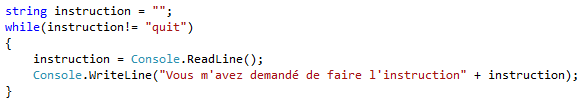 string instruction = "";
while(instruction!= "quit")
{
    instruction = Console.ReadLine();
    Console.WriteLine("Vous m'avez demandé de faire l'instruction" + instruction);
}